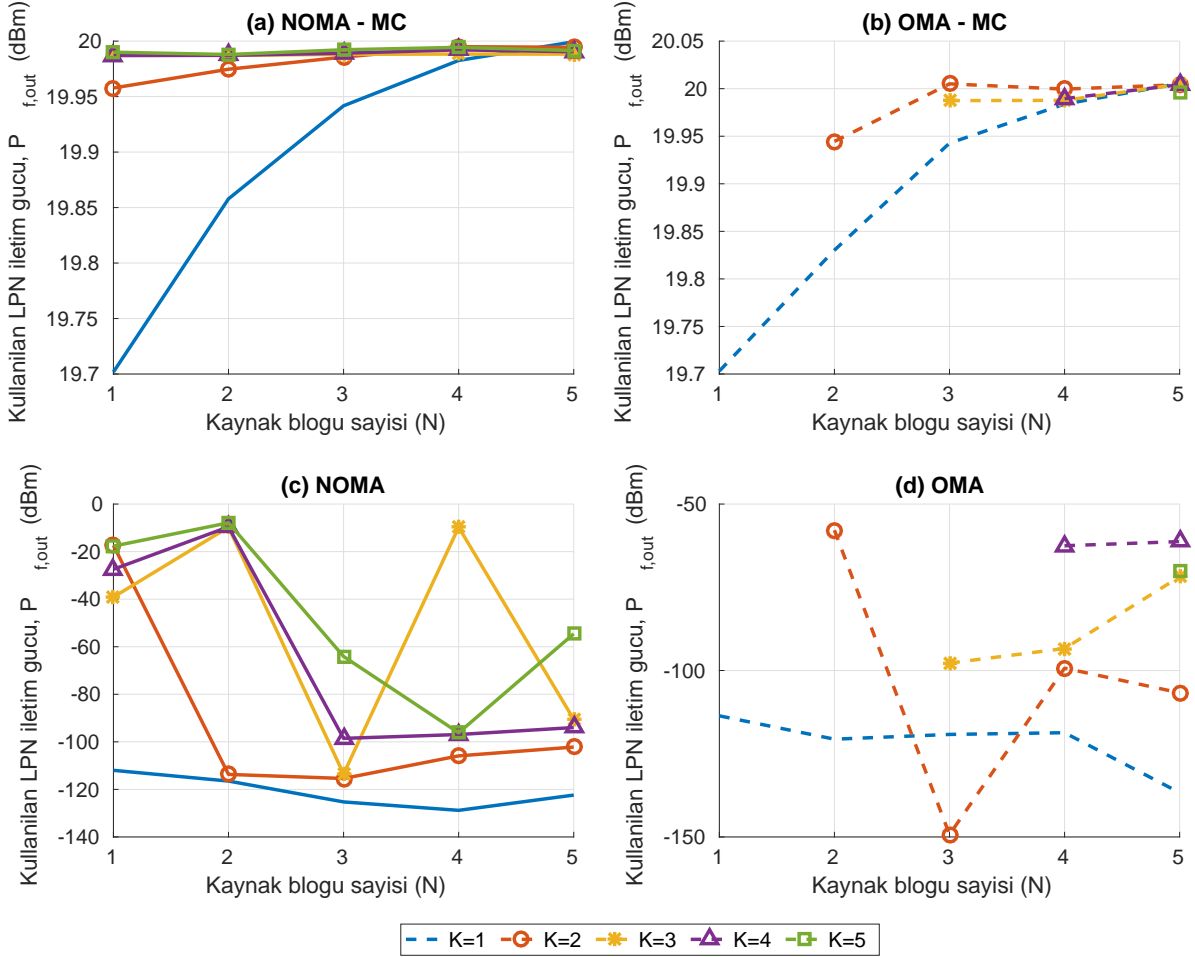 (a) NOMA - MC
Kullanilan LPN iletim gucu, P f,out (dBm)
20
19.95
19.9
19.85
19.8
19.75
19.7
1 2 3 4 5
Kaynak blogu sayisi (N)
(b) OMA - MC
Kullanilan LPN iletim gucu, P f,out (dBm)
20.05
20
19.95
19.9
19.85
19.8
19.75
19.7
1 2 3 4 5
Kaynak blogu sayisi (N)
(c) NOMA
Kullanilan LPN iletim gucu, P f,out (dBm)
0
-20
-40
-60
-80
-100
-120
-140
1 2 3 4 5
Kaynak blogu sayisi (N)
(d) OMA
Kullanilan LPN iletim gucu, P f,out (dBm)
-50
-100
-150
1 2 3 4 5
Kaynak blogu sayisi (N)
K=1 K=2 K=3 K=4 K=5